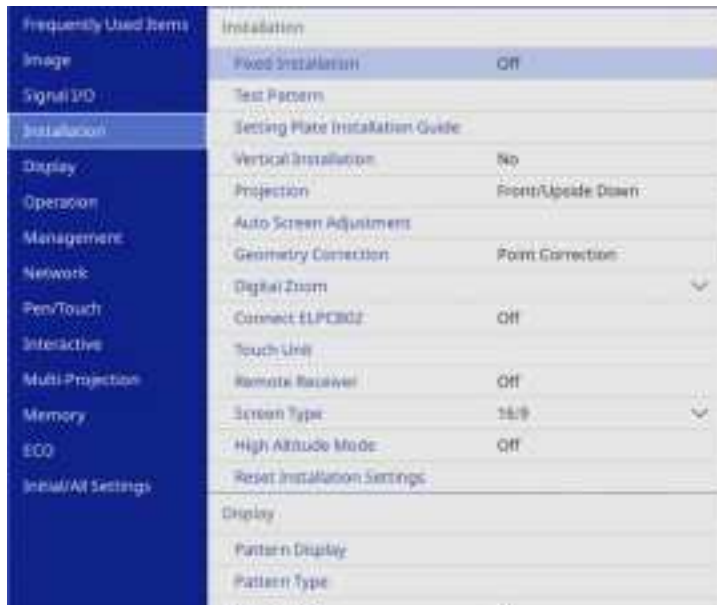 Frequently Used Items
Image
Signal I/O
Installation
Display
Operation
Management
Network
Pen/Touch
Interactive
Multi-Projection
Memory
ECO
Initial/All Settings
Installation
Fixed Installation Off
Test Pattern
Setting Plate Installation Guide
Vertical Installation No
Projection Front/Upside Down
Auto Screen Adjustment
Geometry Correction Point Correction
Digital Zoom
Connect ELPCB02 Off
Touch Unit
Remote Receiver Off
Screen Type 16:9
High Altitude Mode Off
Reset Installation Settings
Display
Pattern Display
Pattern Type